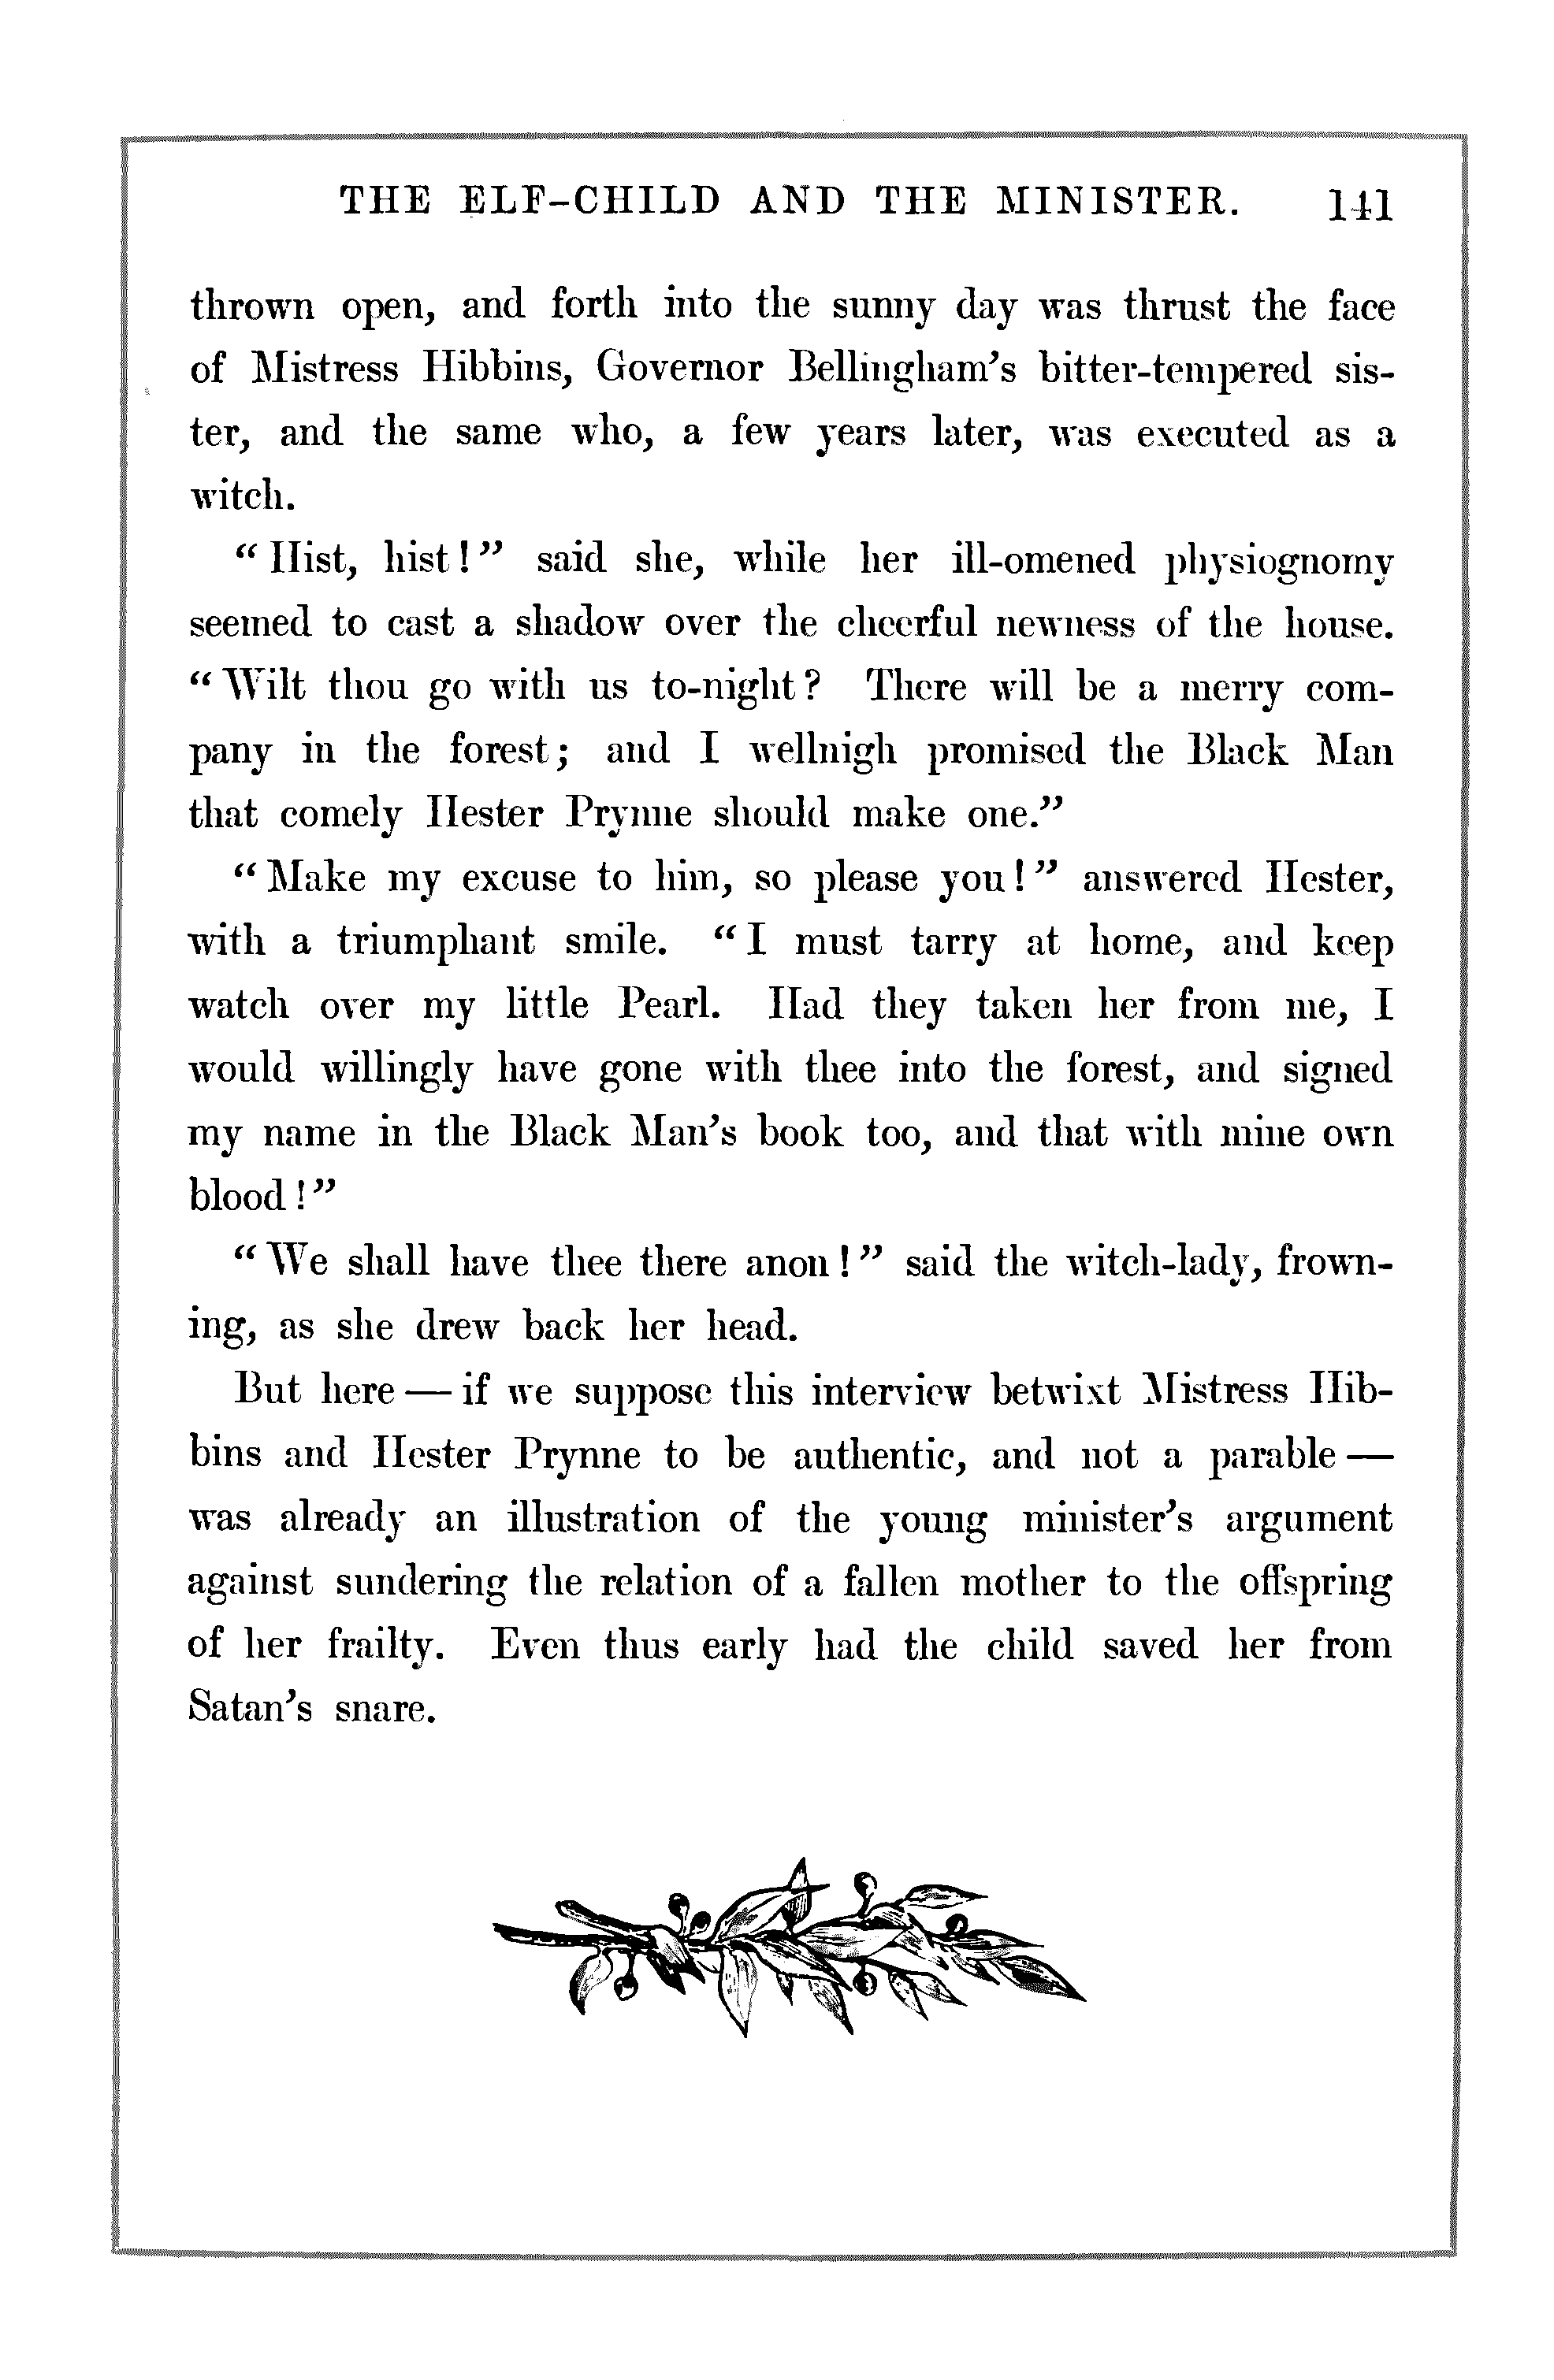 THE ELF-CHILD AND THE MINISTER. 141
thrown open, and forth into the sunny day was thrust the face
of Mistress Hibbins, Governor Bellingham's bitter-tempered sis-
ter, and the same who, a few years later, was executed as a
witch.
“Hist, hist!” said she, while her ill-omened physiognomy
seemed to cast a shadow over the cheerful newness of the house.
“Wilt thou go with us to-night? There will be a merry com-
pany in the forest; and I wellnigh promised the Black Man
that comely Hester Prynne should make one.”
“Make my excuse to him, so please you!” answered Hester,
with a triumphant smile. “I must tarry at home, and keep
watch over my little Pearl. Had they taken her from me, I
would willingly have gone with thee into the forest, and signed
my name in the Black Man's book too, and that with mine own
blood!”
“We shall have thee there anon!” said the witch-lady, frown-
ing, as she drew back her head.
But here — if we suppose this interview betwixt Mistress Hib-
bins and Hester Prynne to be authentic, and not a parable —
was already an illustration of the young minister's argument
against sundering the relation of a fallen mother to the offspring
of her frailty. Even thus early had the child saved her from
Satan's snare.